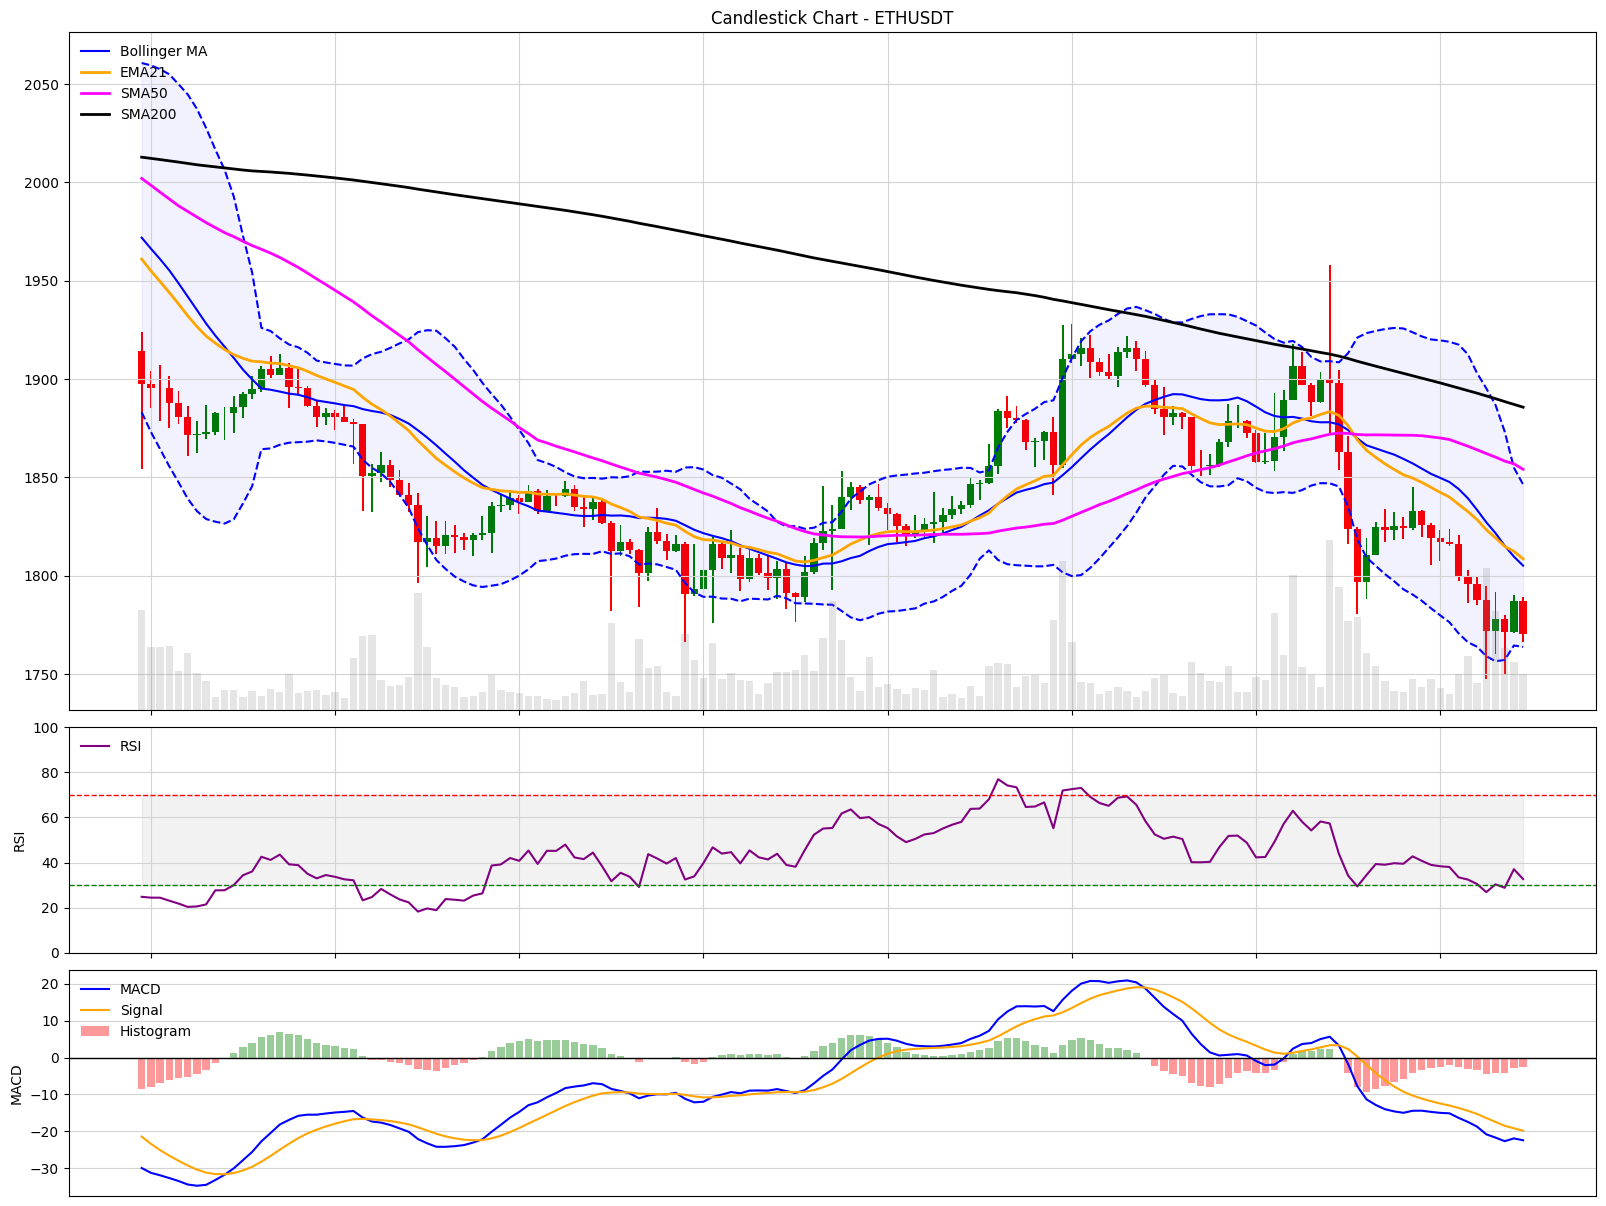 Candlestick Chart - ETHUSDT
Bollinger MA
EMA21
SMA50
SMA200
2050
2000
1950
1900
1850
1800
1750
RSI
100
80
60
40
20
0
RSI
MACD
Signal
Histogram
20
10
0
−10
−20
−30
MACD